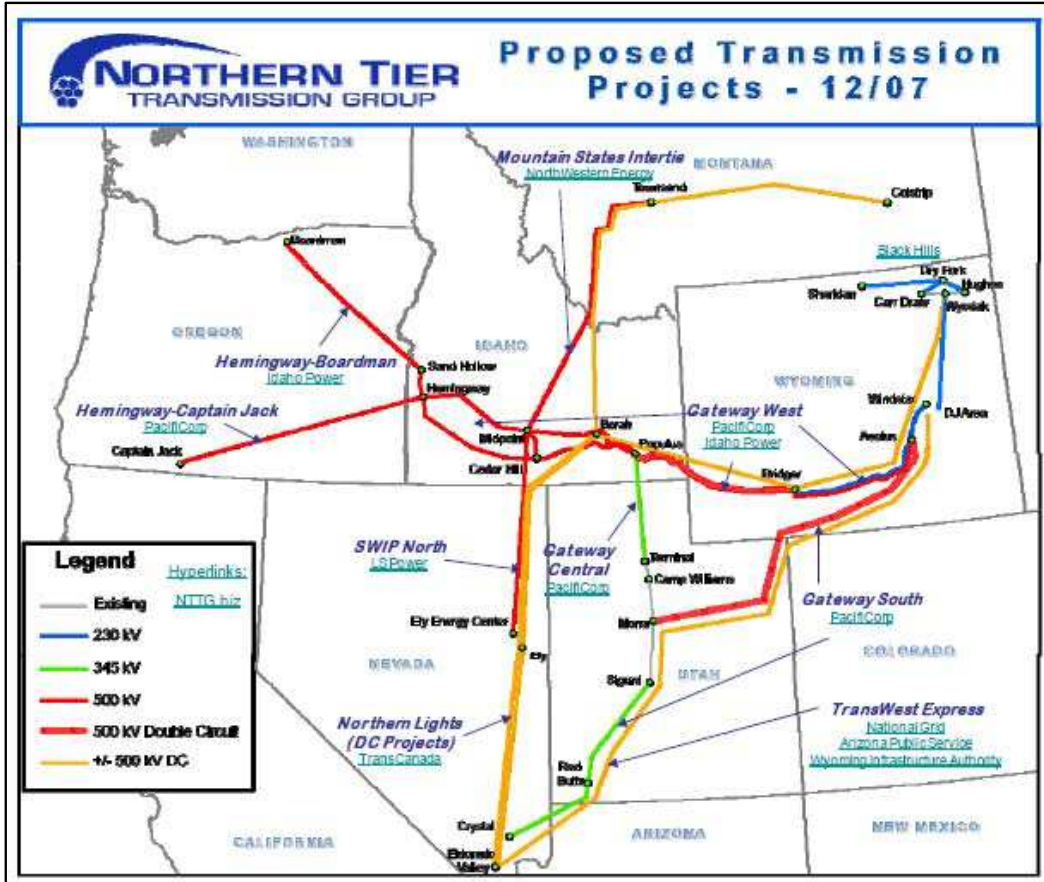 NORTHERN TIER
TRANSMISSION GROUP
Proposed Transmission
Projects - 12/07
WASHINGTON
Mountain States Intertie
NorthWestern Energy
MONTANA
Townsend
Colstrip
Boardman
Black Hills
Dry Fork
Hughes
Sheridan
Carr Draw
Wyodak
OREGON
IDAHO
Hemingway-Boardman
Idaho Power
Sand Hollow
Hemingway
WYOMING
Windstar
DJ Area
Hemingway-Captain Jack
PacifiCorp
Gateway West
PacifiCorp
Idaho Power
Captain Jack
Midpoint
Borah
Populus
Aeolus
Cedar Hill
Bridger
Legend
Hyperlinks:
NTTG.biz
Existing
230 kV
345 kV
500 kV
500 kV Double Circuit
+/- 500 kV DC
SWIP North
LS Power
Gateway
Central
PacifiCorp
Terminal
Camp Williams
Gateway South
PacifiCorp
Ely Energy Center
Ely
Mona
NEVADA
Sigurd
UTAH
COLORADO
Northern Lights
(DC Projects)
TransCanada
TransWest Express
National Grid
Arizona Public Service
Wyoming Infrastructure Authority
Red
Butte
Crystal
Eldorado
Valley
CALIFORNIA
ARIZONA
NEW MEXICO